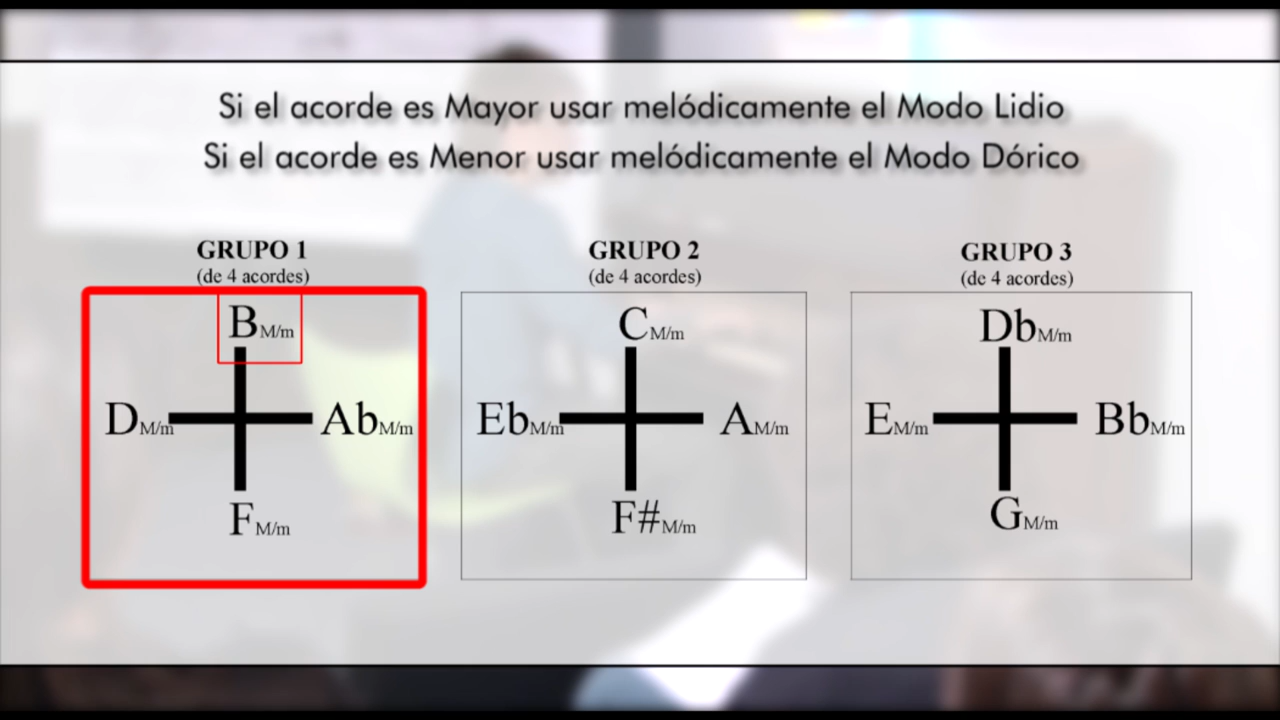 Si el acorde es Mayor usar melódicamente el Modo Lidio
Si el acorde es Menor usar melódicamente el Modo Dórico
GRUPO 1
(de 4 acordes)
BM/m
DM/m
AbM/m
FM/m
GRUPO 2
(de 4 acordes)
CM/m
EbM/m
AM/m
F#M/m
GRUPO 3
(de 4 acordes)
DbM/m
EM/m
BbM/m
GM/m